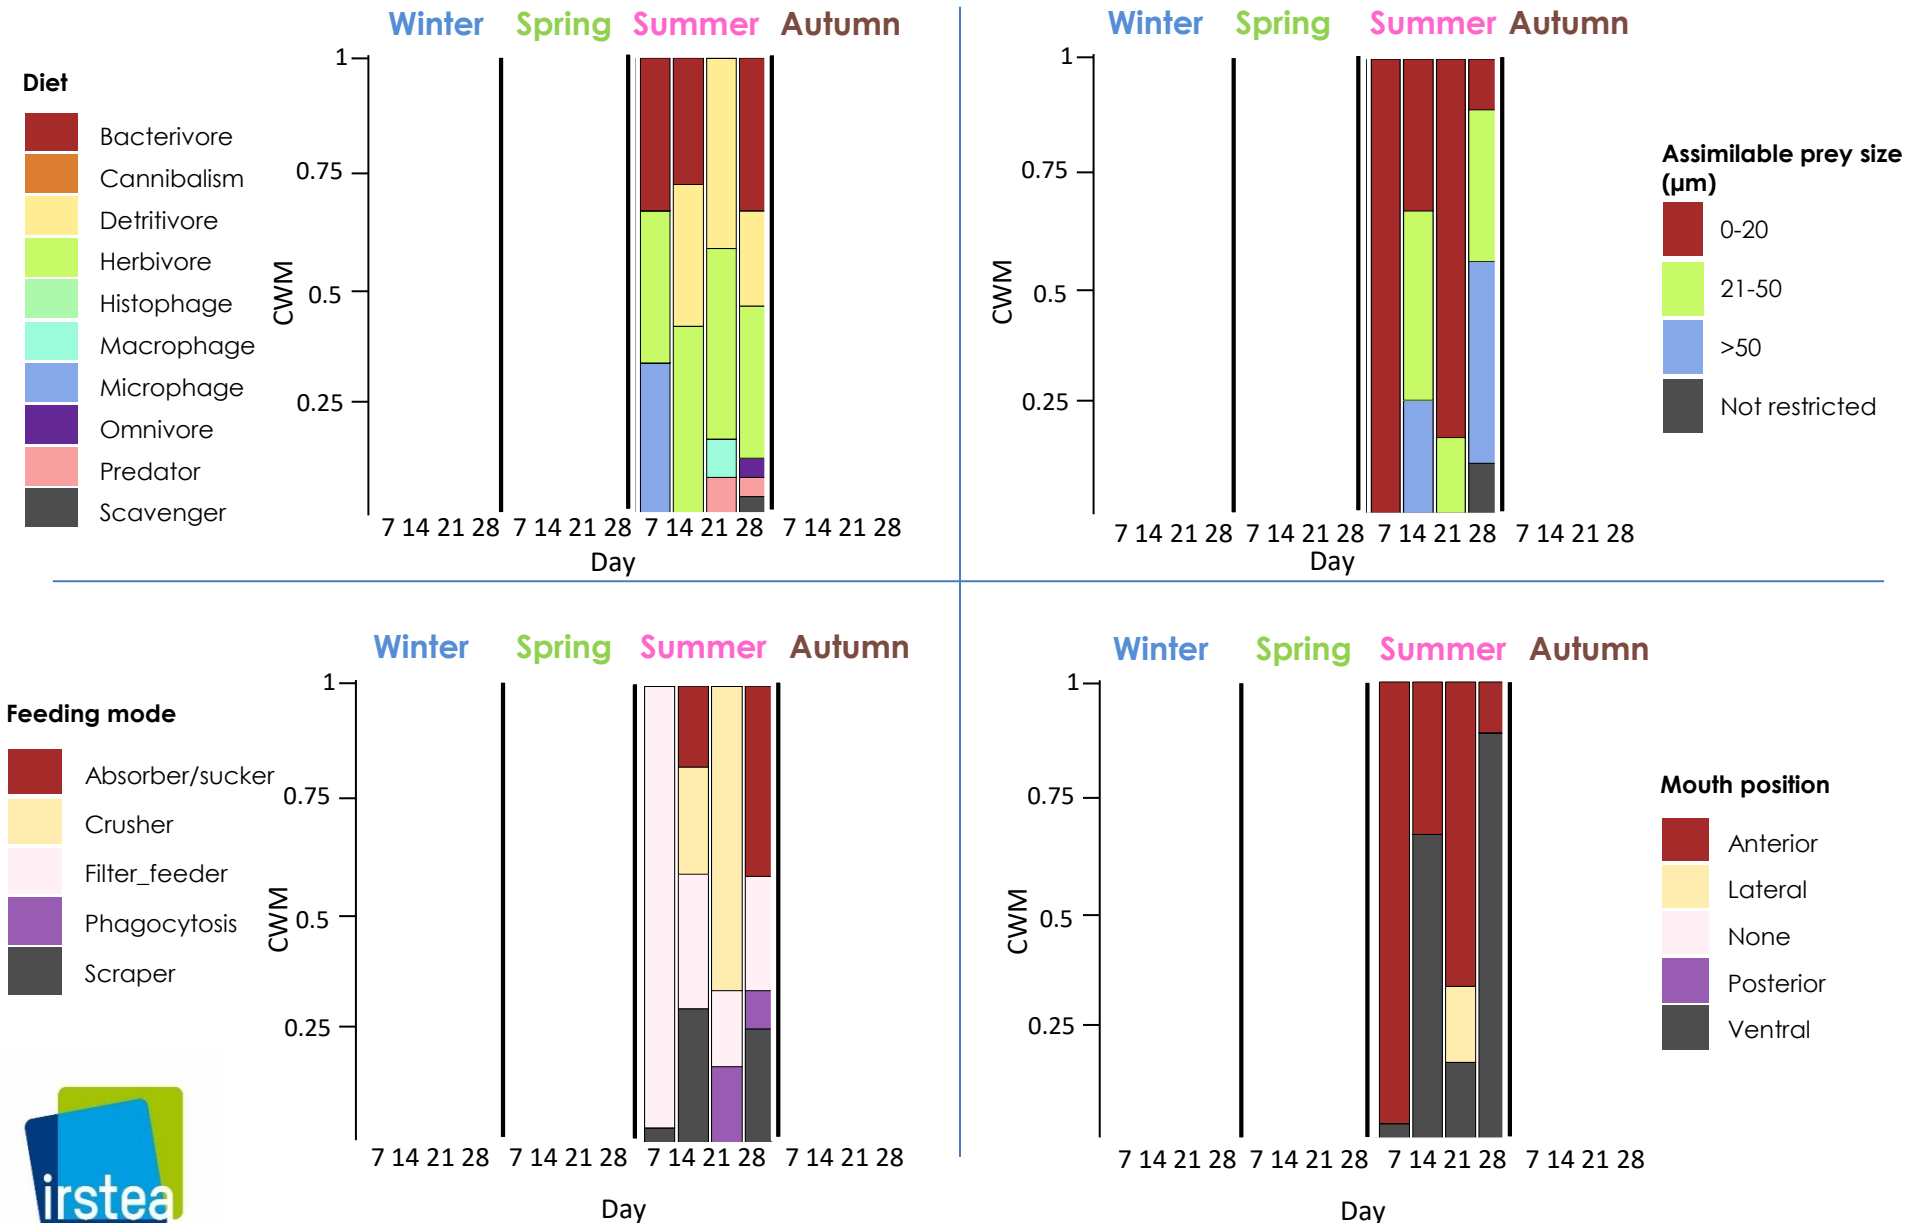 Winter Spring Summer Autumn
Diet
Bacterivore
Cannibalism
Detritivore
Herbivore
Histophage
Macrophage
Microphage
Omnivore
Predator
Scavenger
1
0.75
0.5
0.25
CWM
7 14 21 28 7 14 21 28 7 14 21 28 7 14 21 28
Day
Winter Spring Summer Autumn
1
0.75
0.5
0.25
CWM
7 14 21 28 7 14 21 28 7 14 21 28 7 14 21 28
Day
Assimilable prey size
(µm)
0-20
21-50
>50
Not restricted
Winter Spring Summer Autumn
Feeding mode
Absorber/sucker
Crusher
Filter_feeder
Phagocytosis
Scraper
1
0.75
0.5
0.25
CWM
7 14 21 28 7 14 21 28 7 14 21 28 7 14 21 28
Day
irstea
Winter Spring Summer Autumn
1
0.75
0.5
0.25
CWM
7 14 21 28 7 14 21 28 7 14 21 28 7 14 21 28
Day
Mouth position
Anterior
Lateral
None
Posterior
Ventral